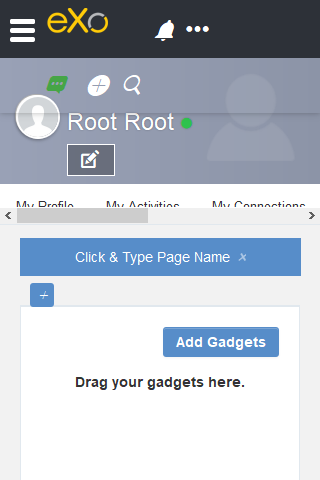 eXo
Root Root
My Profile My Activities My Connections
Click & Type Page Name ×
Add Gadgets
Drag your gadgets here.